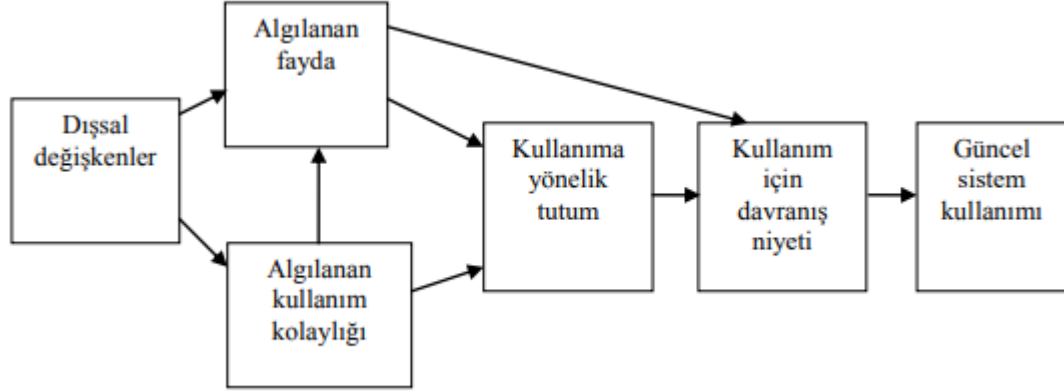 Algılanan
fayda
Dışsal
değişkenler
Algılanan
kullanım
kolaylığı
Kullanıma
yönelik
tutum
Kullanım
için
davranış
niyeti
Güncel
sistem
kullanımı